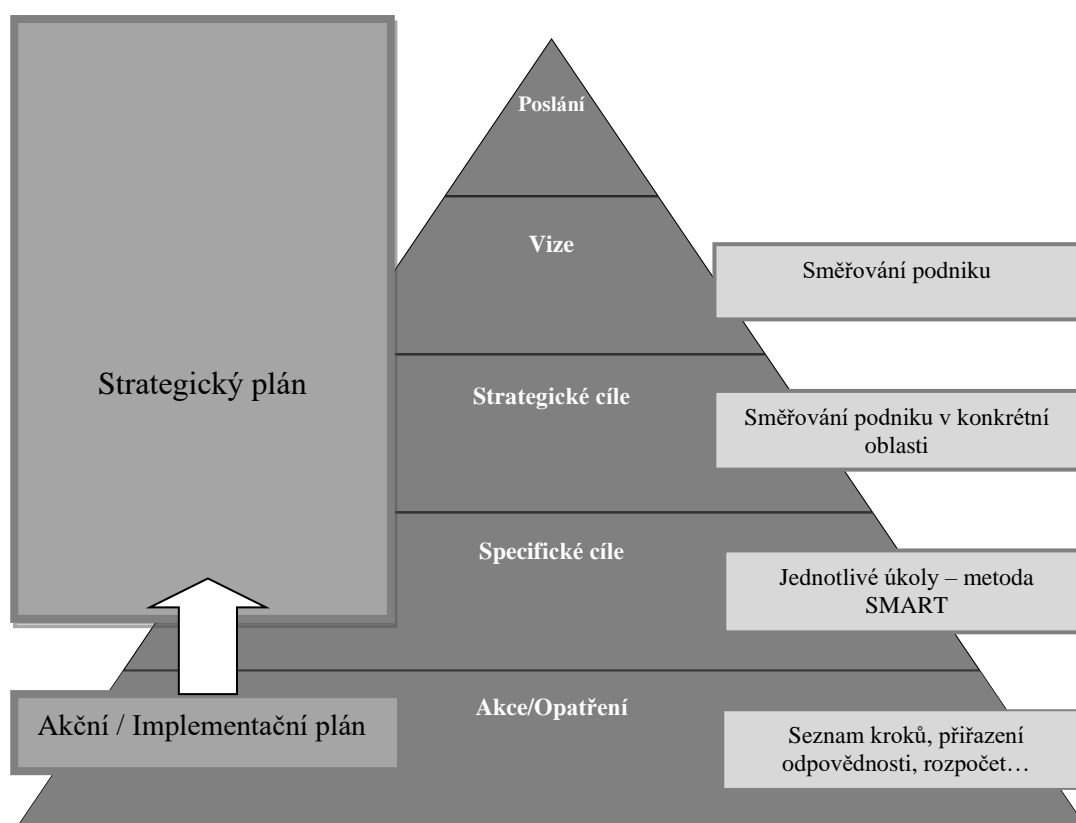 Poslání
Vize
Směřování podniku
Strategický plán
Strategické cíle
Směřování podniku v konkrétní
oblasti
Specifické cíle
Jednotlivé úkoly – metoda
SMART
Akční / Implementační plán
Akce/Opatření
Seznam kroků, přiřazení
odpovědnosti, rozpočet…